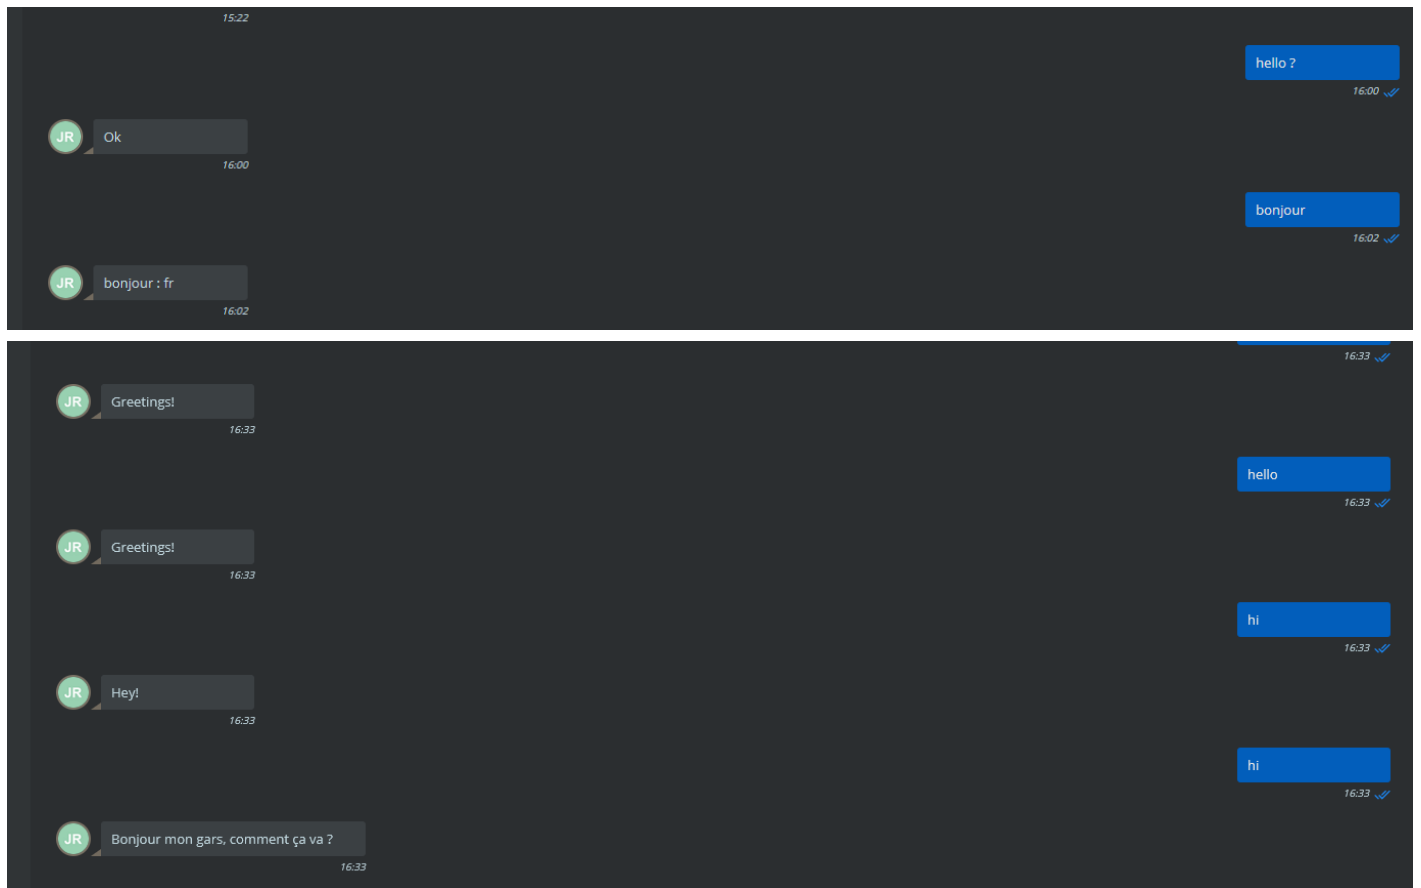 15:22
hello ?
16:00
JR
Ok
16:00
bonjour
16:02
JR
bonjour : fr
16:02
16:33
JR
Greetings!
16:33
hello
16:33
JR
Greetings!
16:33
hi
16:33
JR
Hey!
16:33
hi
16:33
JR
Bonjour mon gars, comment ça va ?
16:33